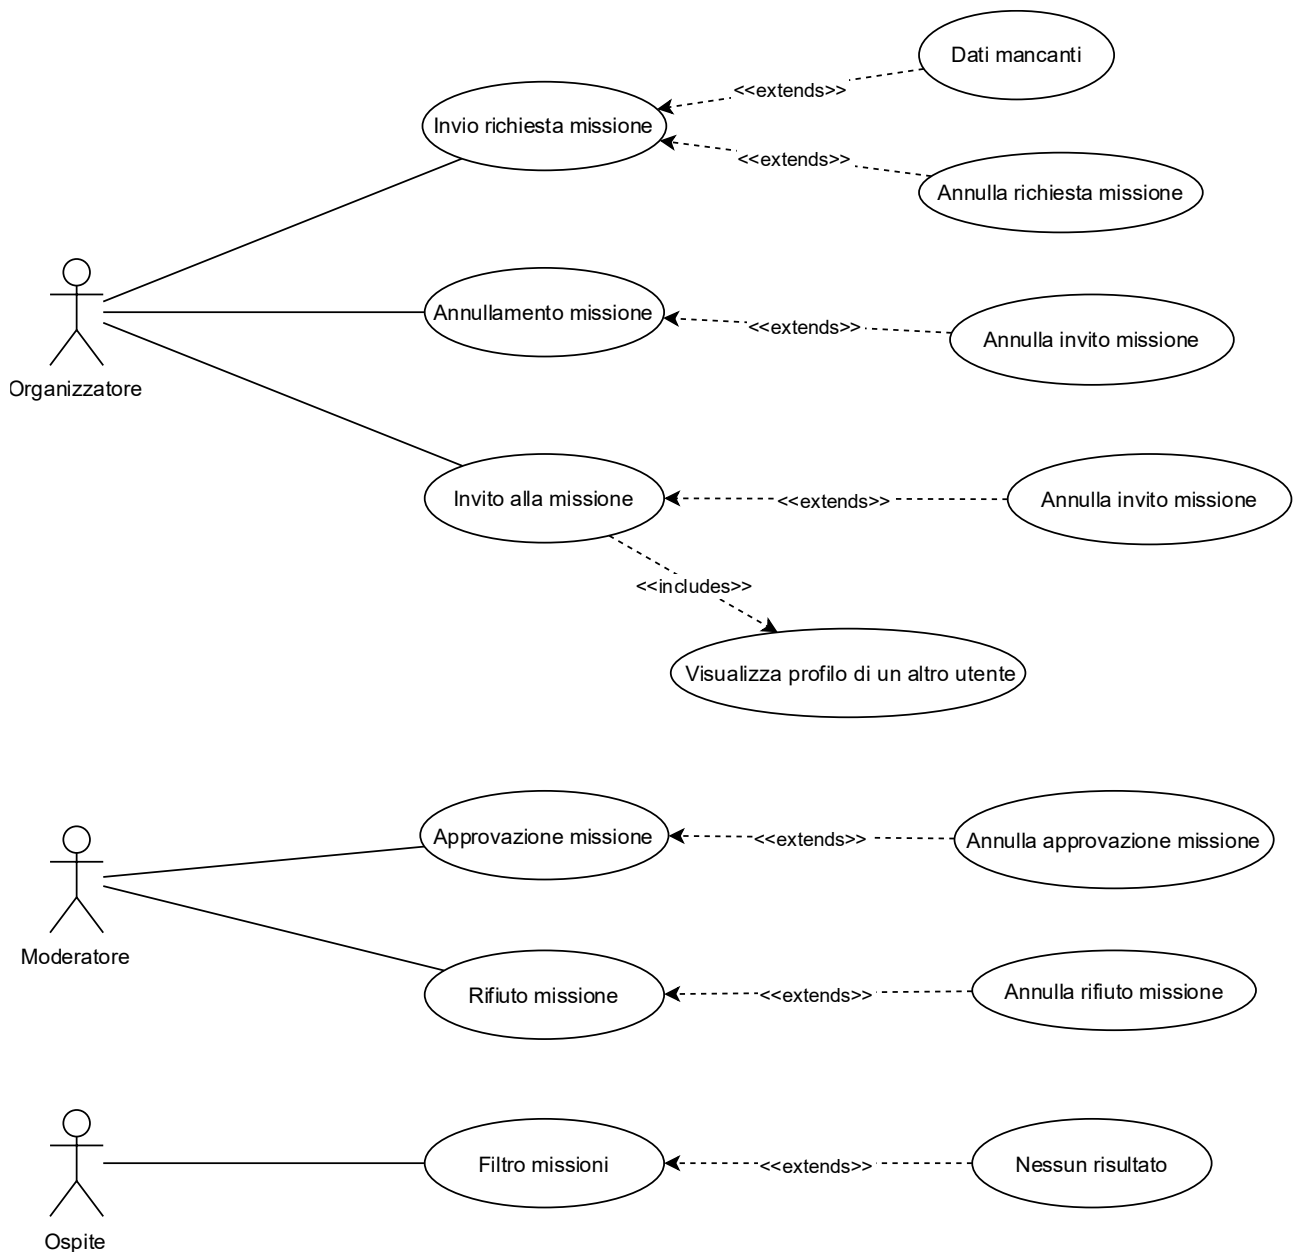 Dati mancanti
<<extends>>
Invio richiesta missione
<<extends>>
Annulla richiesta missione
Organizzatore
Annullamento missione
<<extends>>
Annulla invito missione
Invito alla missione
<<extends>>
Annulla invito missione
<<includes>>
Visualizza profilo di un altro utente
Moderatore
Approvazione missione
<<extends>>
Annulla approvazione missione
Rifiuto missione
<<extends>>
Annulla rifiuto missione
Ospite
Filtro missioni
<<extends>>
Nessun risultato